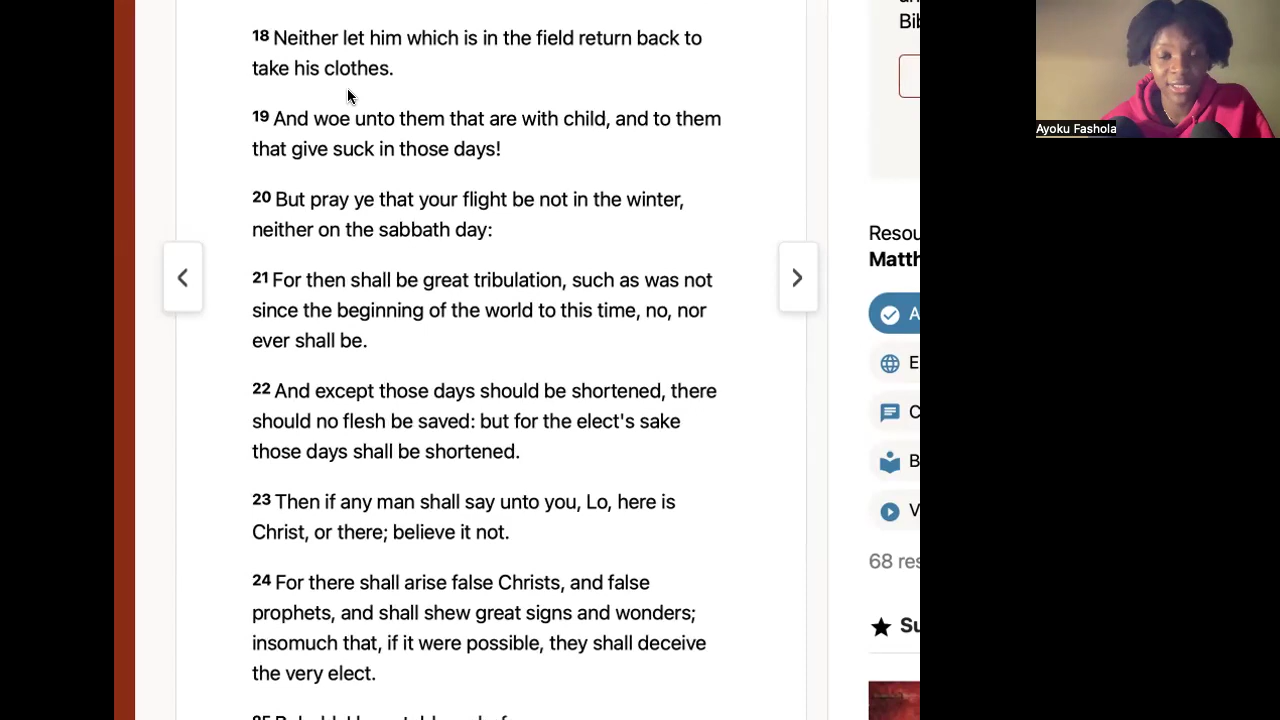 18 Neither let him which is in the field return back to
take his clothes.
19 And woe unto them that are with child, and to them
that give suck in those days!
20 But pray ye that your flight be not in the winter,
neither on the sabbath day:
21 For then shall be great tribulation, such as was not
since the beginning of the world to this time, no, nor
ever shall be.
22 And except those days should be shortened, there
should no flesh be saved: but for the elect's sake
those days shall be shortened.
23 Then if any man shall say unto you, Lo, here is
Christ, or there; believe it not.
24 For there shall arise false Christs, and false
prophets, and shall shew great signs and wonders;
insomuch that, if it were possible, they shall deceive
the very elect.
Bib
Resou
Matth
A
E
C
B
V
68 res
Su
Ayoku Fashola